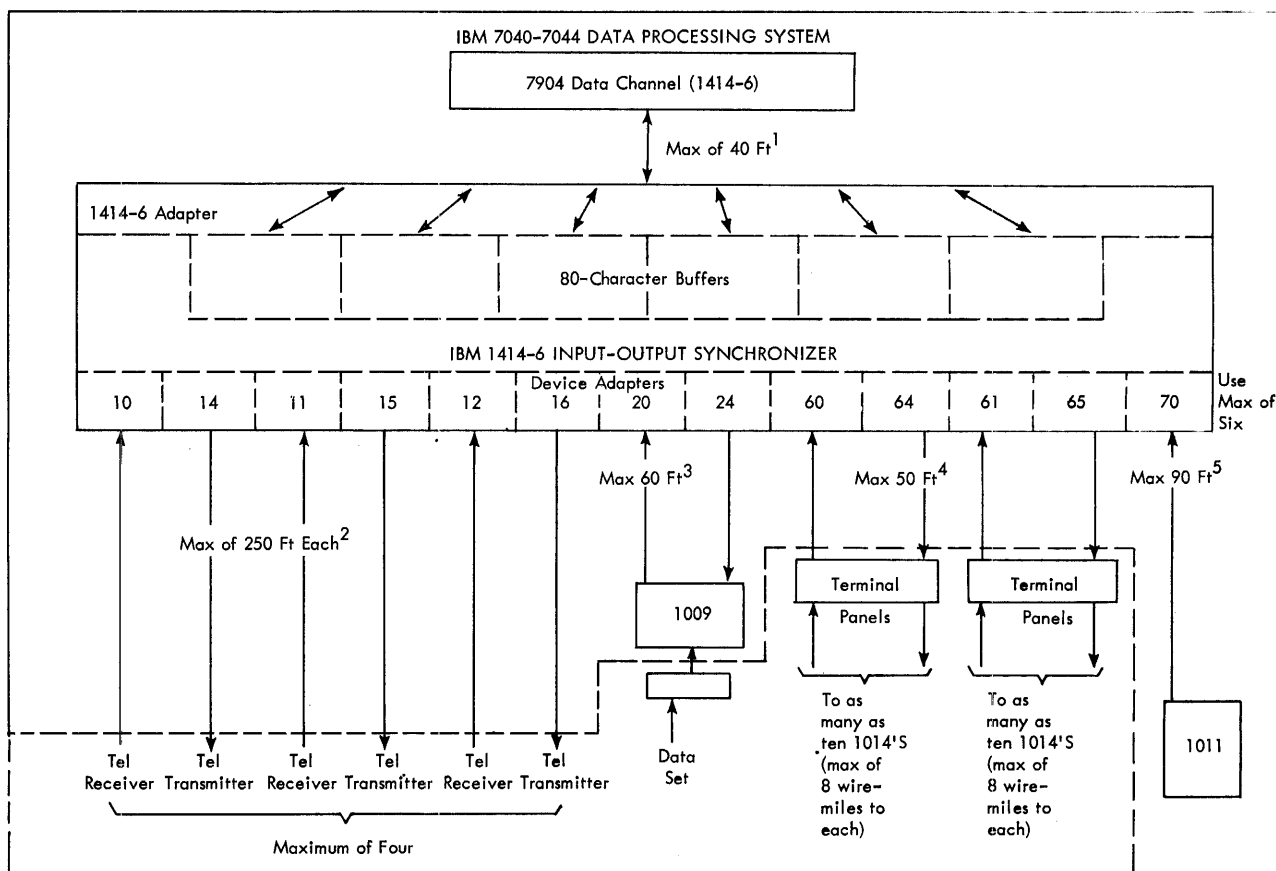 IBM 7040-7044 DATA PROCESSING SYSTEM
7904 Data Channel (1414-6)
Max of 40 Ft1
1414-6 Adapter
80-Character Buffers
IBM 1414-6 INPUT-OUTPUT SYNCHRONIZER
Device Adapters
10 14 11 15 12 16 20 24 60 64 61 65 70
Use
Max of
Six
Max 60 Ft3
Max 50 Ft4
Max 90 Ft5
Max of 250 Ft Each2
Terminal
Panels
Terminal
Panels
1009
1011
Data
Set
To as
many as
ten 1014'S
(max of
8 wire-
miles to
each)
To as
many as
ten 1014'S
(max of
8 wire-
miles to
each)
Tel
Receiver
Tel
Transmitter
Tel
Receiver
Tel
Transmitter
Tel
Receiver
Tel
Transmitter
Maximum of Four